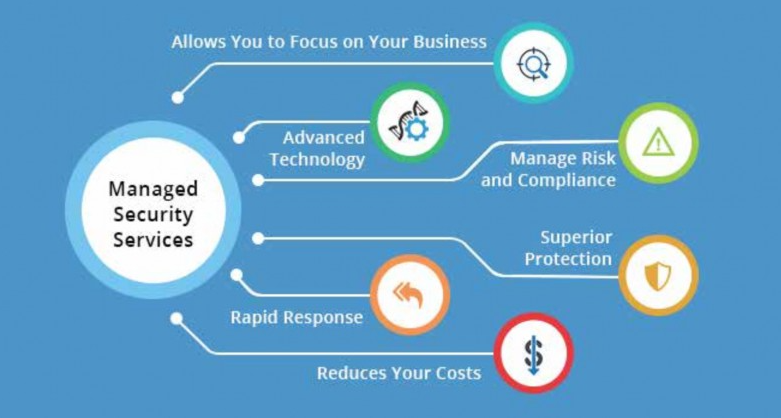 Allows You to Focus on Your Business
Advanced
Technology
Manage Risk
and Compliance
Managed
Security
Services
Superior
Protection
Rapid Response
Reduces Your Costs